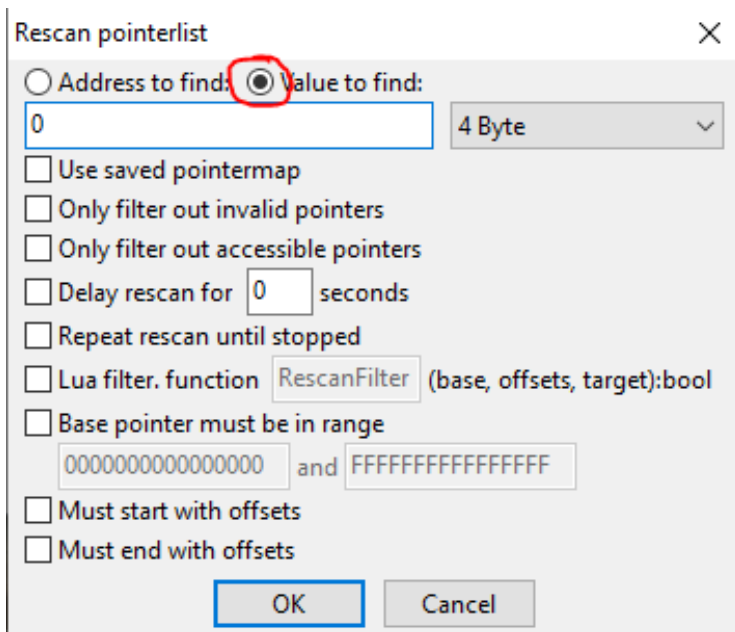 Rescan pointerlist
Address to find: Value to find:
0 4 Byte
Use saved pointermap
Only filter out invalid pointers
Only filter out accessible pointers
Delay rescan for 0 seconds
Repeat rescan until stopped
Lua filter. function RescanFilter (base, offsets, target):bool
Base pointer must be in range
0000000000000000 and FFFFFFFFFFFFFFFF
Must start with offsets
Must end with offsets
OK Cancel